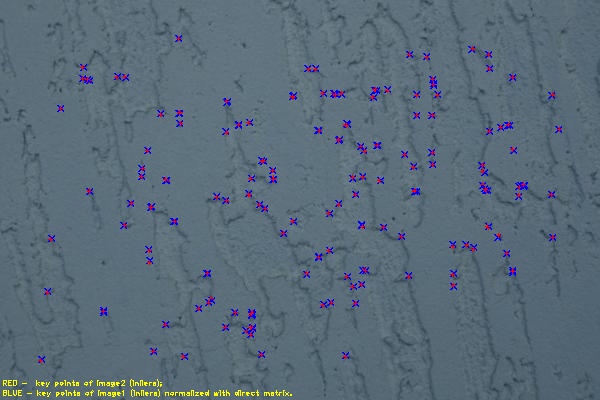 RED - key points of image2 (inliers);
BLUE - key points of image1 (inliers) normalized with direct matrix.